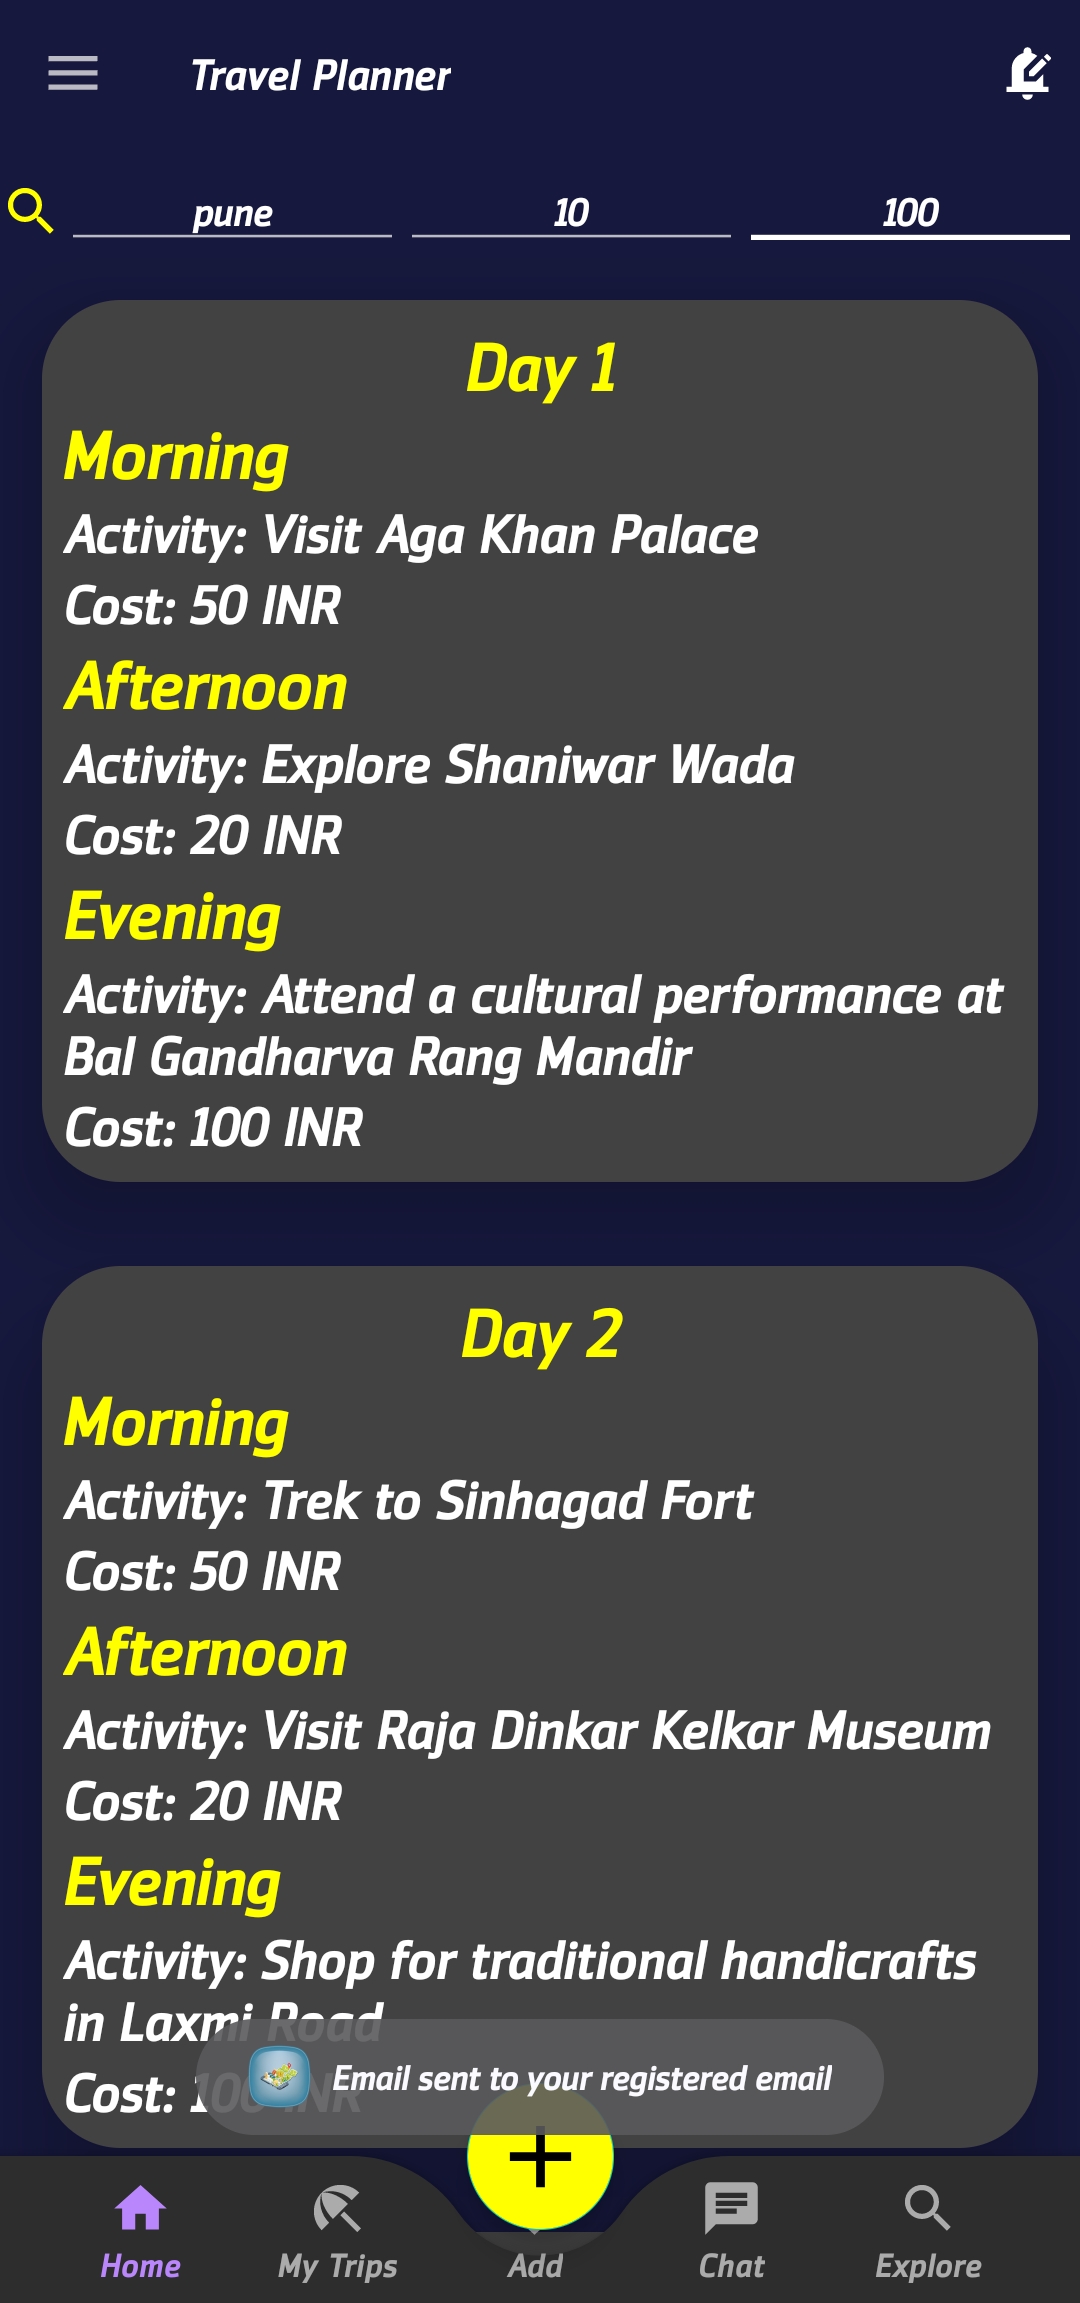 Travel Planner
pune
10
100
Day 1
Morning
Activity: Visit Aga Khan Palace
Cost: 50 INR
Afternoon
Activity: Explore Shaniwar Wada
Cost: 20 INR
Evening
Activity: Attend a cultural performance at
Bal Gandharva Rang Mandir
Cost: 100 INR
Day 2
Morning
Activity: Trek to Sinhagad Fort
Cost: 50 INR
Afternoon
Activity: Visit Raja Dinkar Kelkar Museum
Cost: 20 INR
Evening
Activity: Shop for traditional handicrafts
in Laxmi Road
Cost: 100 INR
Email sent to your registered email
Home
My Trips
Add
Chat
Explore